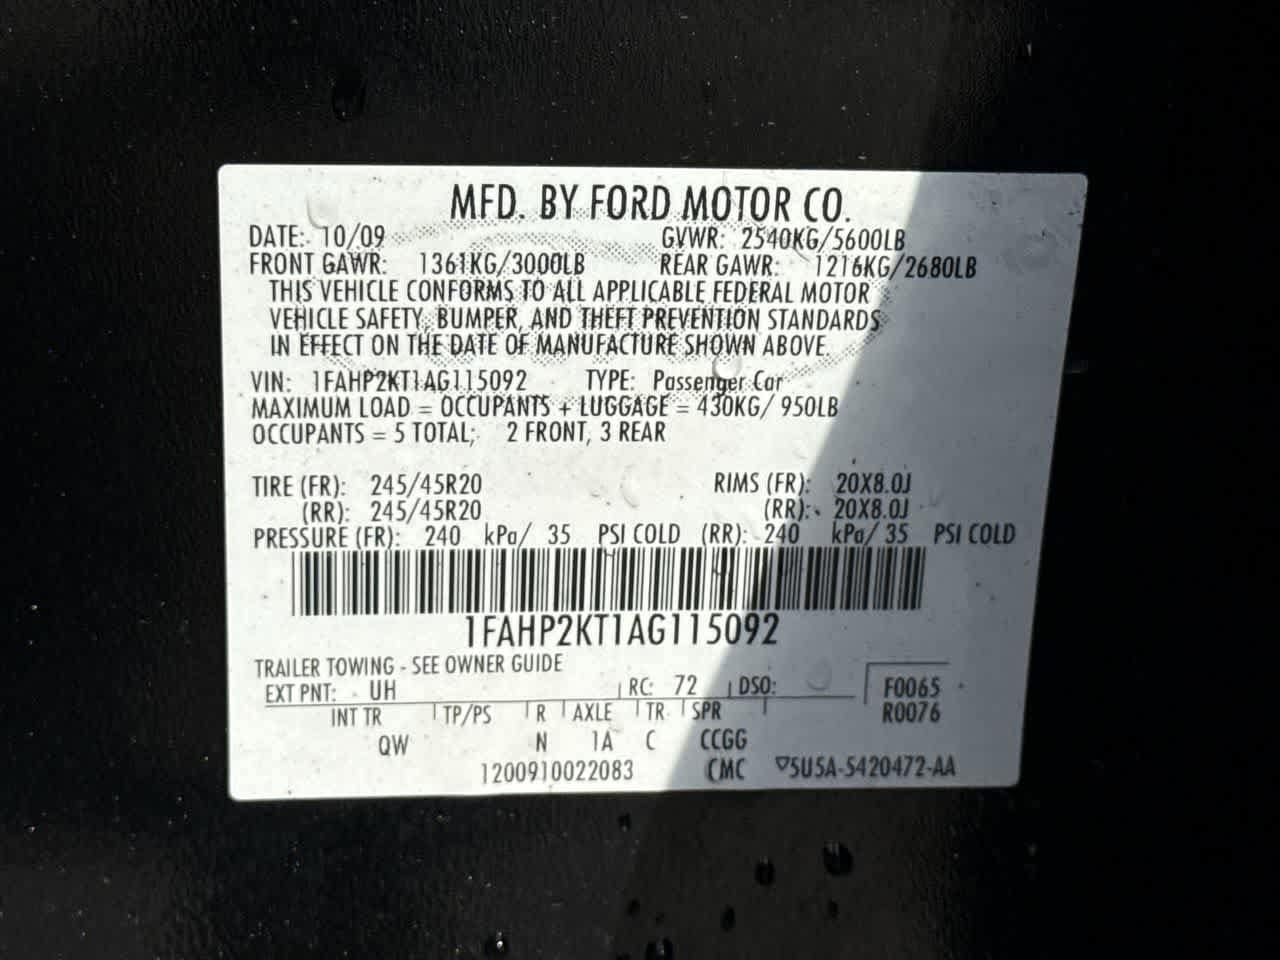 MFD. BY FORD MOTOR CO.
DATE: 10/09 GVWR: 2540KG/5600LB
FRONT GAWR: 1361KG/3000LB REAR GAWR: 1216KG/2680LB
THIS VEHICLE CONFORMS TO ALL APPLICABLE FEDERAL MOTOR
VEHICLE SAFETY, BUMPER, AND THEFT PREVENTION STANDARDS
IN EFFECT ON THE DATE OF MANUFACTURE SHOWN ABOVE.
VIN: 1FAHP2KT1AG115092 TYPE: Passenger Car
MAXIMUM LOAD = OCCUPANTS + LUGGAGE = 430KG/ 950LB
OCCUPANTS = 5 TOTAL; 2 FRONT, 3 REAR
TIRE (FR): 245/45R20 RIMS (FR): 20X8.0J
(RR): 245/45R20 (RR): 20X8.0J
PRESSURE (FR): 240 kPa/ 35 PSI COLD (RR): 240 kPa/ 35 PSI COLD
1FAHP2KT1AG115092
TRAILER TOWING - SEE OWNER GUIDE
EXT PNT: UH RC: 72 DSO: F0065
INT TR TP/PS R AXLE TR SPR R0076
QW N 1A C CCGG
1200910022083 CMC ▽5U5A-5420472-AA